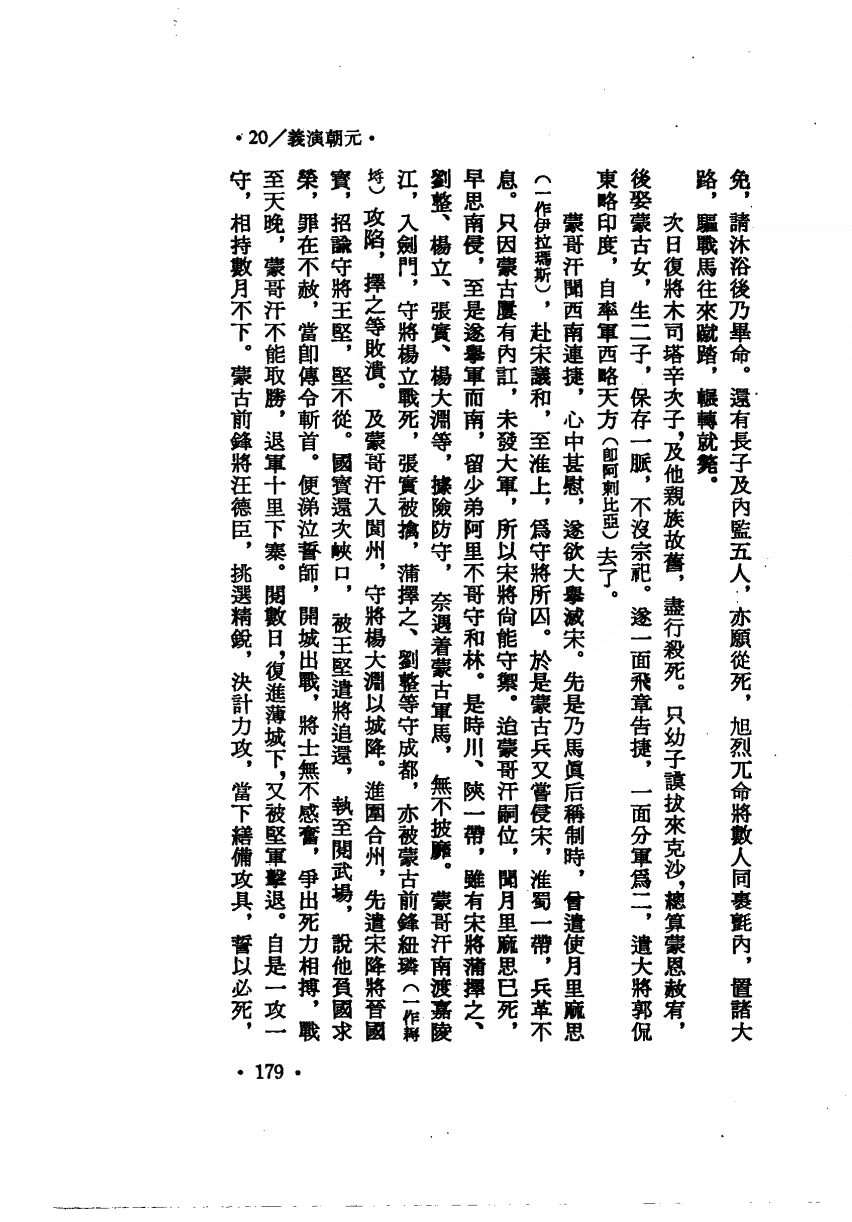 •20/義演朝元•
免，請沐浴後乃畢命。還有長子及內監五人，亦願從死，旭烈兀命將數人同裹氈內，置諸大
路，驅戰馬往來蹴踏，輾轉就斃。
次日復將木司塔辛次子，及他親族故舊，盡行殺死。只幼子謨拔來克沙，總算蒙恩赦宥，
後娶蒙古女，生二子，保存一脈，不沒宗祀。遂一面飛章告捷，一面分軍爲二，遣大將郭侃
東略印度，自率軍西略天方（卽阿剌比亞）去了。
蒙哥汗聞西南連捷，心中甚慰，遂欲大擧滅宋。先是乃馬眞后稱制時，曾遣使月里麻思
（一作伊拉瑪斯），赴宋議和，至淮上，爲守將所囚。於是蒙古兵又嘗侵宋，淮蜀一帶，兵革不
息。只因蒙古屢有內訌，未發大軍，所以宋將尙能守禦。迨蒙哥汗嗣位，聞月里麻思已死，
早思南侵，至是遂擧軍而南，留少弟阿里不哥守和林。是時川、陝一帶，雖有宋將蒲擇之、
劉整、楊立、張實、楊大淵等，據險防守，奈遇着蒙古軍馬，無不披靡。蒙哥汗南渡嘉陵
江，入劍門，守將楊立戰死，張實被擒，蒲擇之、劉整等守成都，亦被蒙古前鋒紐璘（一作耨
埒）攻陷，擇之等敗潰。及蒙哥汗入閬州，守將楊大淵以城降。進圍合州，先遣宋降將晉國
寶，招諭守將王堅，堅不從。國寶還次峽口，被王堅遣將追還，執至閱武場，說他負國求
榮，罪在不赦，當卽傳令斬首。便涕泣誓師，開城出戰，將士無不感奮，爭出死力相搏，戰
至天晚，蒙哥汗不能取勝，退軍十里下寨。閱數日，復進薄城下，又被堅軍擊退。自是一攻一
守，相持數月不下。蒙古前鋒將汪德臣，挑選精銳，決計力攻，當下繕備攻具，誓以必死，
•179•